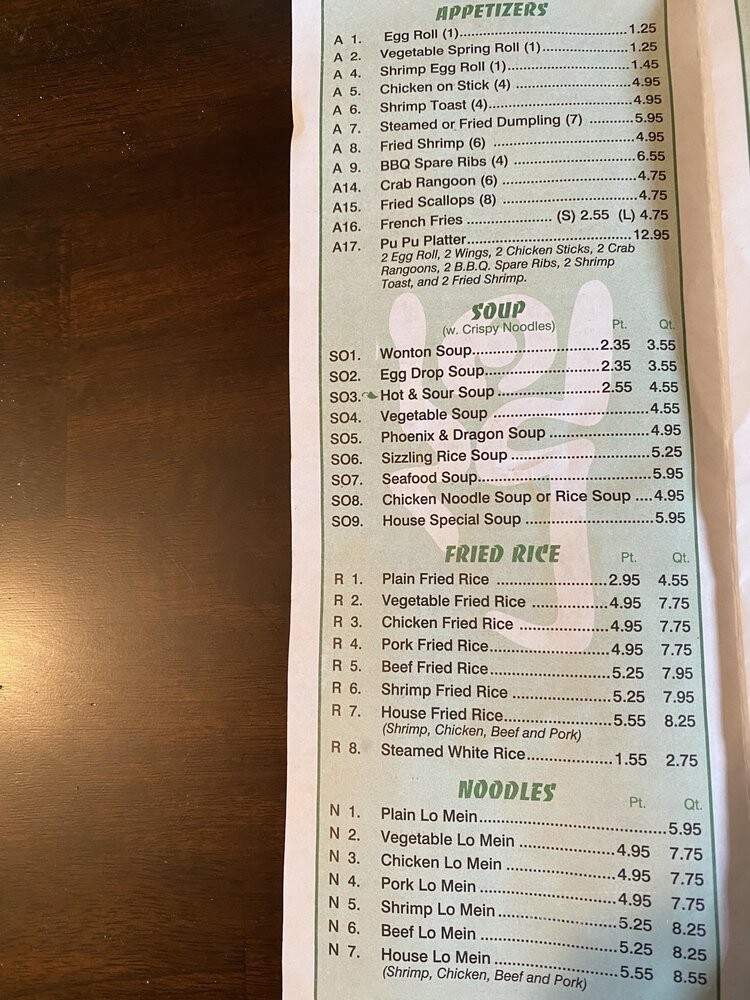 APPETIZERS
A 1. Egg Roll (1)....................................1.25
A 2. Vegetable Spring Roll (1)..................1.25
A 4. Shrimp Egg Roll (1)..........................1.45
A 5. Chicken on Stick (4) .........................4.95
A 6. Shrimp Toast (4)...............................4.95
A 7. Steamed or Fried Dumpling (7) ..........5.95
A 8. Fried Shrimp (6) ...............................4.95
A 9. BBQ Spare Ribs (4) ..........................6.55
A14. Crab Rangoon (6) .............................4.75
A15. Fried Scallops (8) .............................4.75
A16. French Fries ................... (S) 2.55 (L) 4.75
A17. Pu Pu Platter....................................12.95
2 Egg Roll, 2 Wings, 2 Chicken Sticks, 2 Crab
Rangoons, 2 B.B.Q. Spare Ribs, 2 Shrimp
Toast, and 2 Fried Shrimp.
SOUP
(w. Crispy Noodles) Pt. Qt.
SO1. Wonton Soup...........................2.35 3.55
SO2. Egg Drop Soup.........................2.35 3.55
SO3. Hot & Sour Soup ......................2.55 4.55
SO4. Vegetable Soup ...................................4.55
SO5. Phoenix & Dragon Soup ......................4.95
SO6. Sizzling Rice Soup ..............................5.25
SO7. Seafood Soup.....................................5.95
SO8. Chicken Noodle Soup or Rice Soup ....4.95
SO9. House Special Soup ............................5.95
FRIED RICE Pt. Qt.
R 1. Plain Fried Rice ........................2.95 4.55
R 2. Vegetable Fried Rice .................4.95 7.75
R 3. Chicken Fried Rice ....................4.95 7.75
R 4. Pork Fried Rice..........................4.95 7.75
R 5. Beef Fried Rice..........................5.25 7.95
R 6. Shrimp Fried Rice .....................5.25 7.95
R 7. House Fried Rice.......................5.55 8.25
(Shrimp, Chicken, Beef and Pork)
R 8. Steamed White Rice..................1.55 2.75
NOODLES Pt. Qt.
N 1. Plain Lo Mein........................................5.95
N 2. Vegetable Lo Mein ....................4.95 7.75
N 3. Chicken Lo Mein .......................4.95 7.75
N 4. Pork Lo Mein ............................4.95 7.75
N 5. Shrimp Lo Mein.........................5.25 8.25
N 6. Beef Lo Mein ............................5.25 8.25
N 7. House Lo Mein .........................5.55 8.55
(Shrimp, Chicken, Beef and Pork)